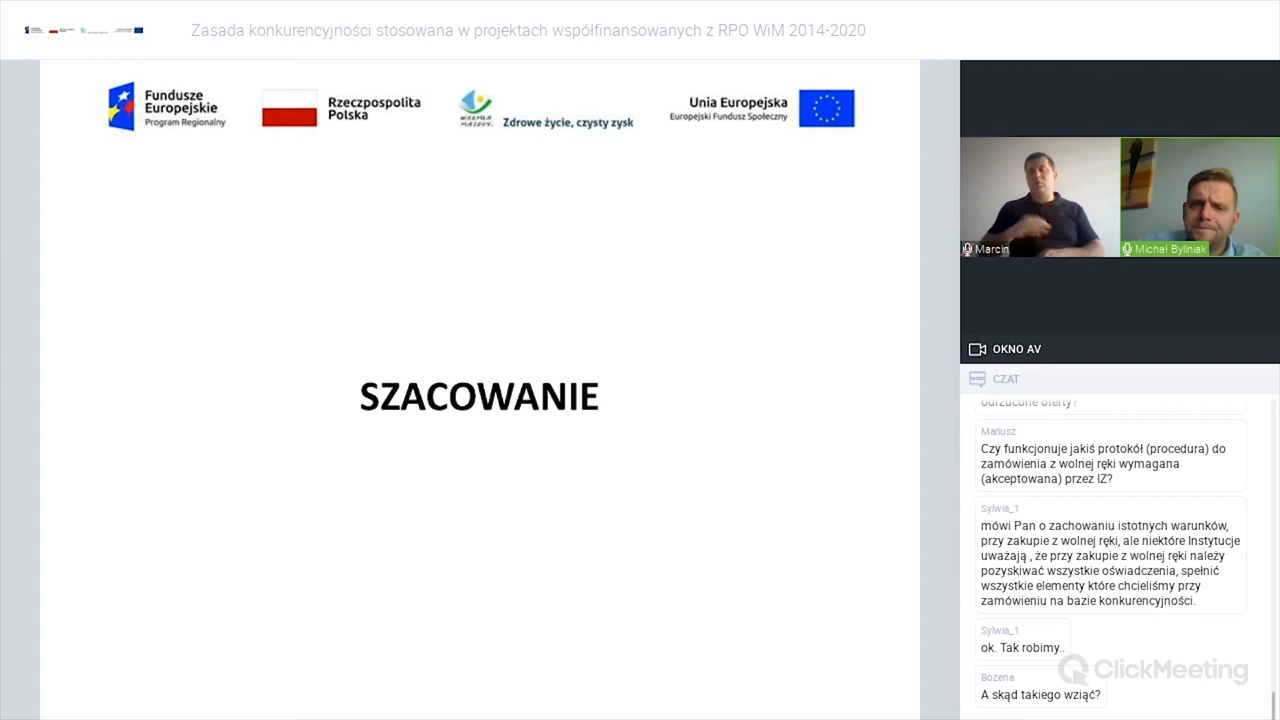 Zasada konkurencyjności stosowana w projektach współfinansowanych z RPO WiM 2014-2020
Fundusze
Europejskie
Program Regionalny
Rzeczpospolita
Polska
WARMIA
MAZURY
Zdrowe życie, czysty zysk
Unia Europejska
Europejski Fundusz Społeczny
SZACOWANIE
Marcin
Michał Byliniak
OKNO AV
CZAT
odrzucone oferty?
Mariusz
Czy funkcjonuje jakiś protokół (procedura) do
zamówienia z wolnej ręki wymagana
(akceptowana) przez IZ?
Sylwia_1
mówi Pan o zachowaniu istotnych warunków,
przy zakupie z wolnej ręki, ale niektóre Instytucje
uważają , że przy zakupie z wolnej ręki należy
pozyskiwać wszystkie oświadczenia, spełnić
wszystkie elementy które chcieliśmy przy
zamówieniu na bazie konkurencyjności.
Sylwia_1
ok. Tak robimy..
Bożena
A skąd takiego wziąć?
ClickMeeting